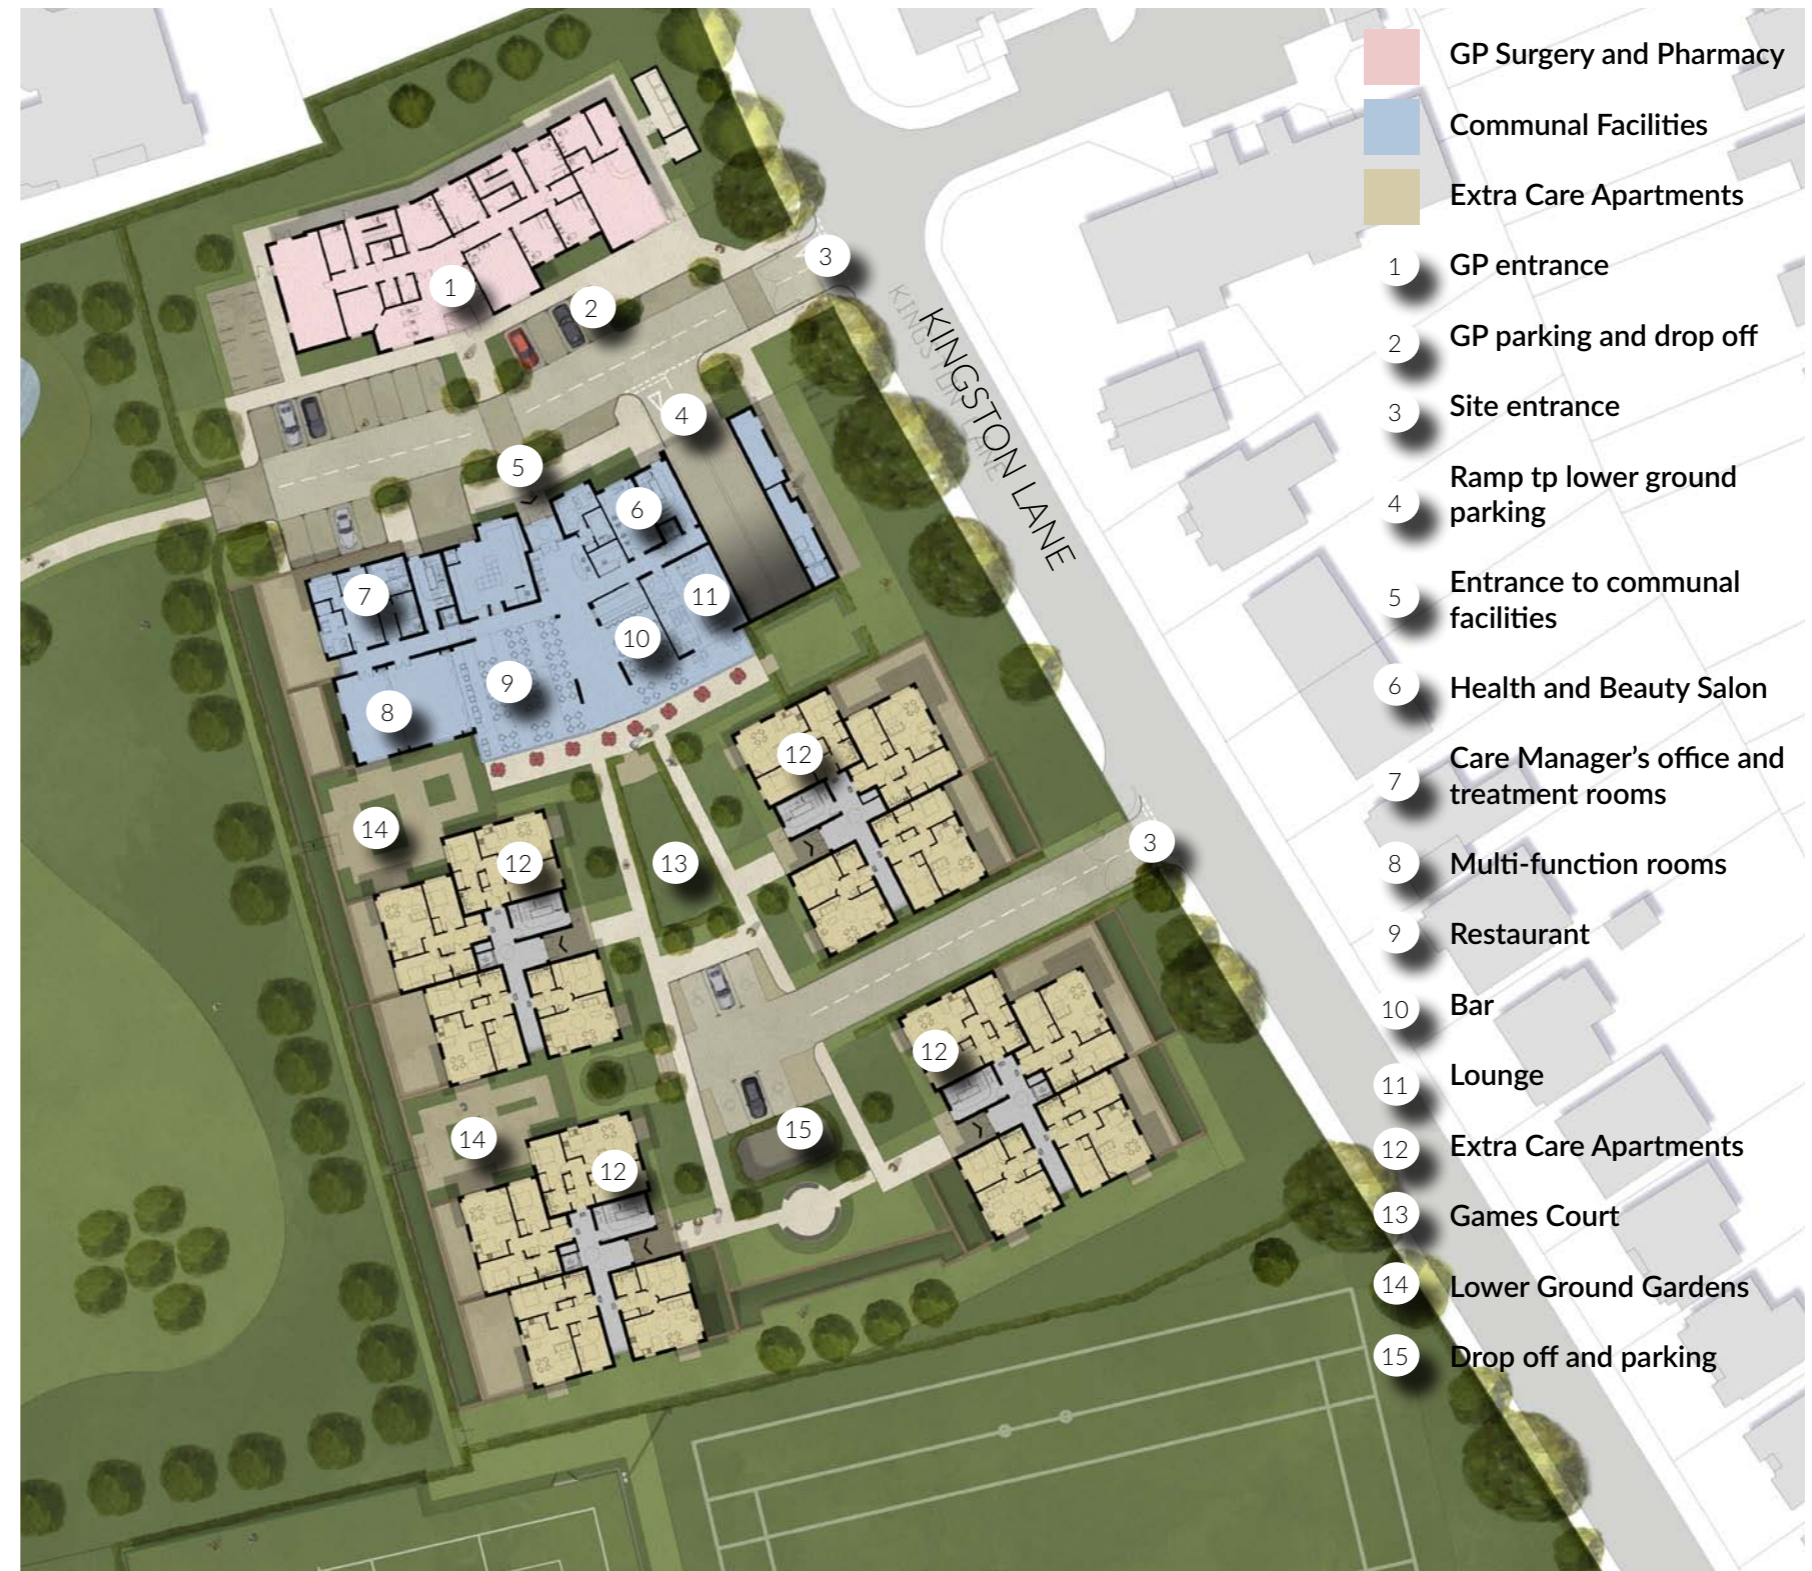 GP Surgery and Pharmacy
Communal Facilities
Extra Care Apartments
1 GP entrance
2 GP parking and drop off
3 Site entrance
4 Ramp tp lower ground
parking
5 Entrance to communal
facilities
6 Health and Beauty Salon
7 Care Manager’s office and
treatment rooms
8 Multi-function rooms
9 Restaurant
10 Bar
11 Lounge
12 Extra Care Apartments
13 Games Court
14 Lower Ground Gardens
15 Drop off and parking
KINGSTON LANE
KINGSTON LANE
3
1
2
4
5
6
7
11
10
9
8
12
14
12
13
3
12
15
14
12